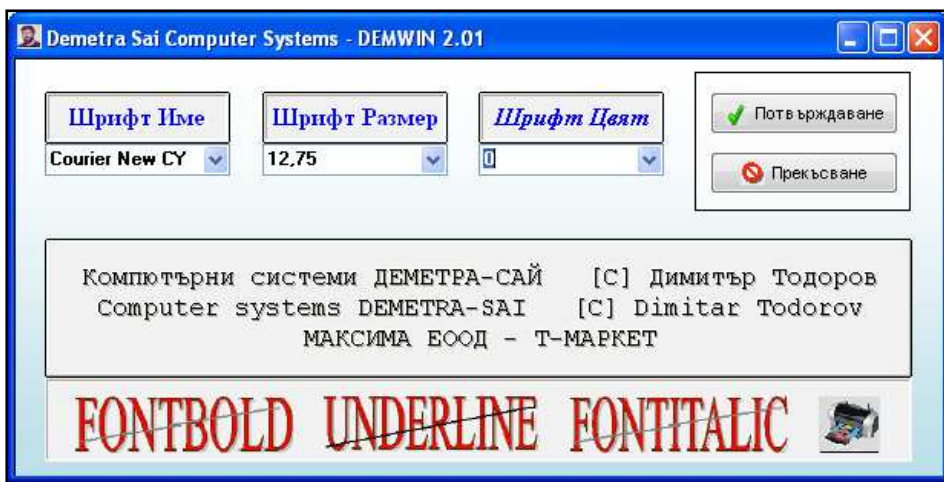 Demetra Sai Computer Systems - DEMWIN 2.01
Шрифт Име
Шрифт Размер
Шрифт Цвят
Courier New CY
12,75
0
Потвърждаване
Прекъсване
Компютърни системи ДЕМЕТРА-САЙ [C] Димитър Тодоров
Computer systems DEMETRA-SAI [C] Dimitar Todorov
МАКСИМА ЕООД - Т-МАРКЕТ
FONTBOLD UNDERLINE FONTITALIC